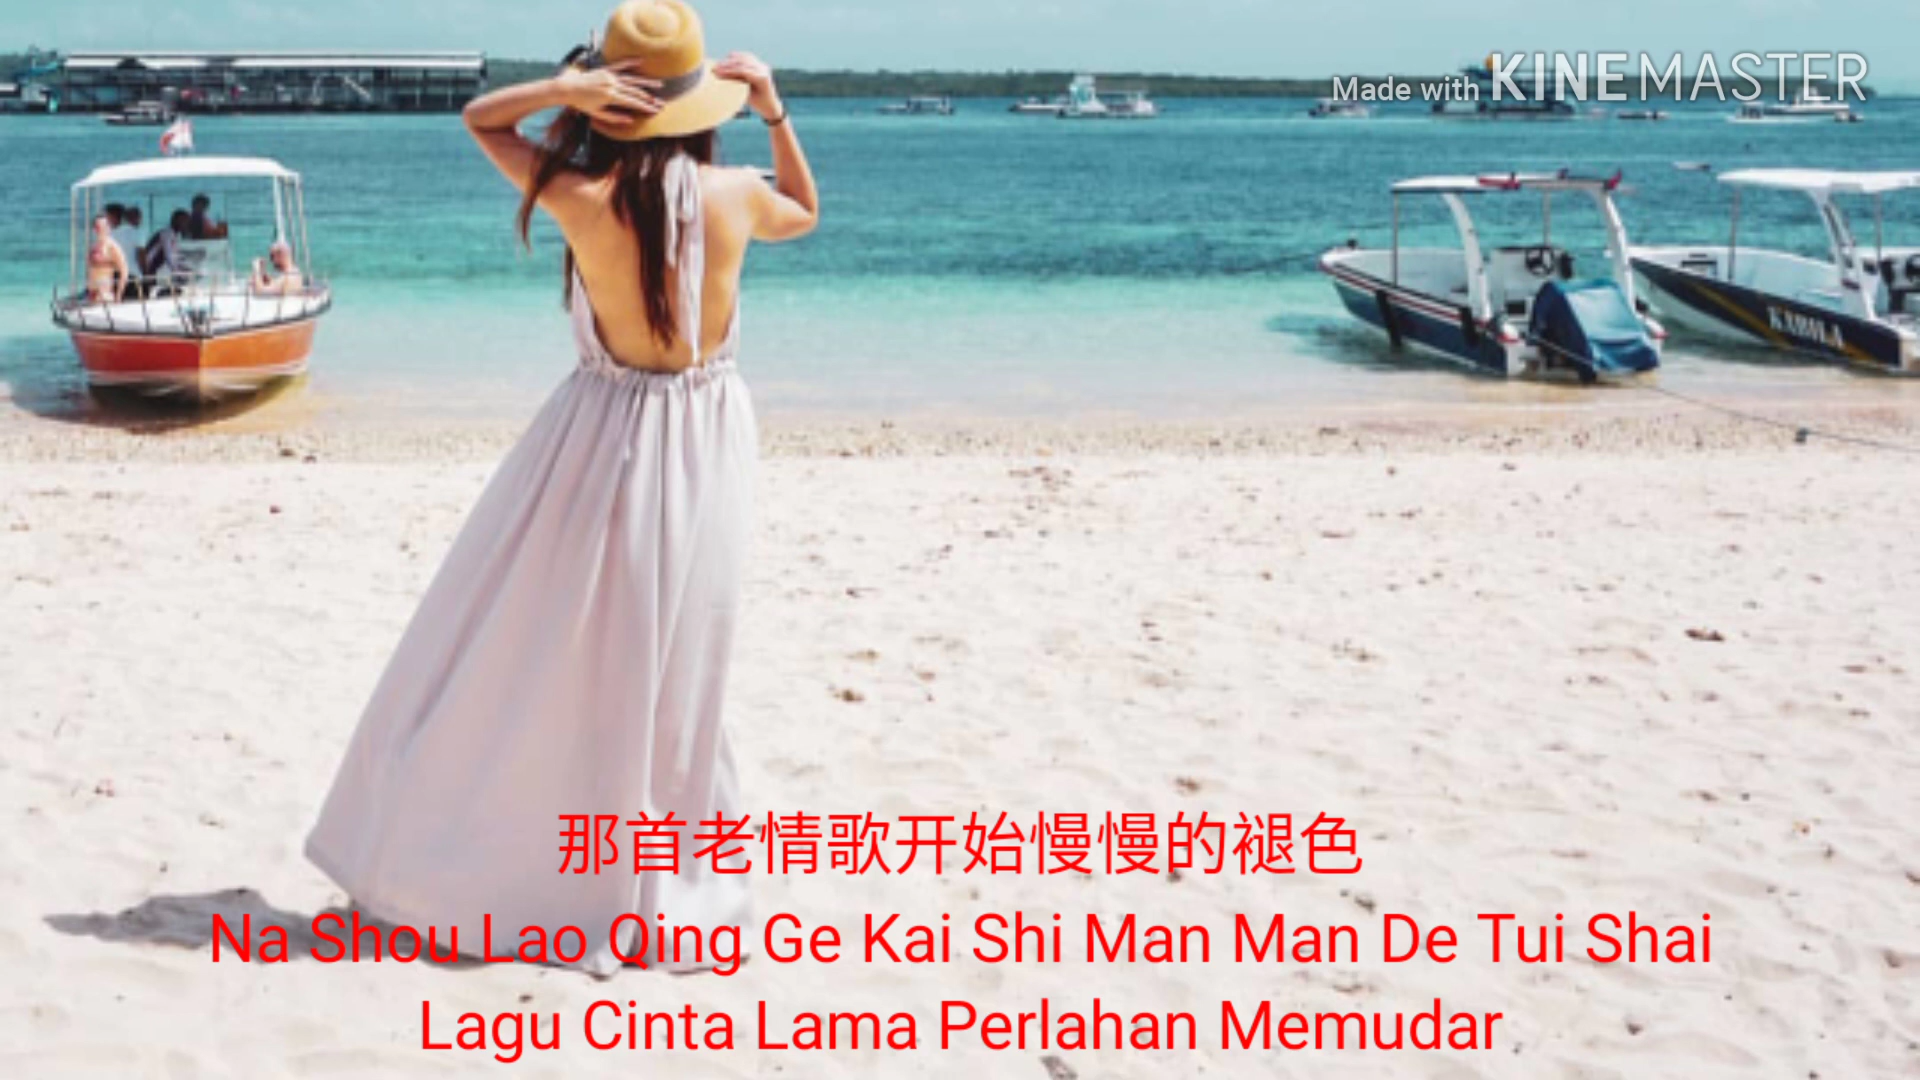 Made with KINEMASTER
KAHOLA
那首老情歌开始慢慢的褪色
Na Shou Lao Qing Ge Kai Shi Man Man De Tui Shai
Lagu Cinta Lama Perlahan Memudar